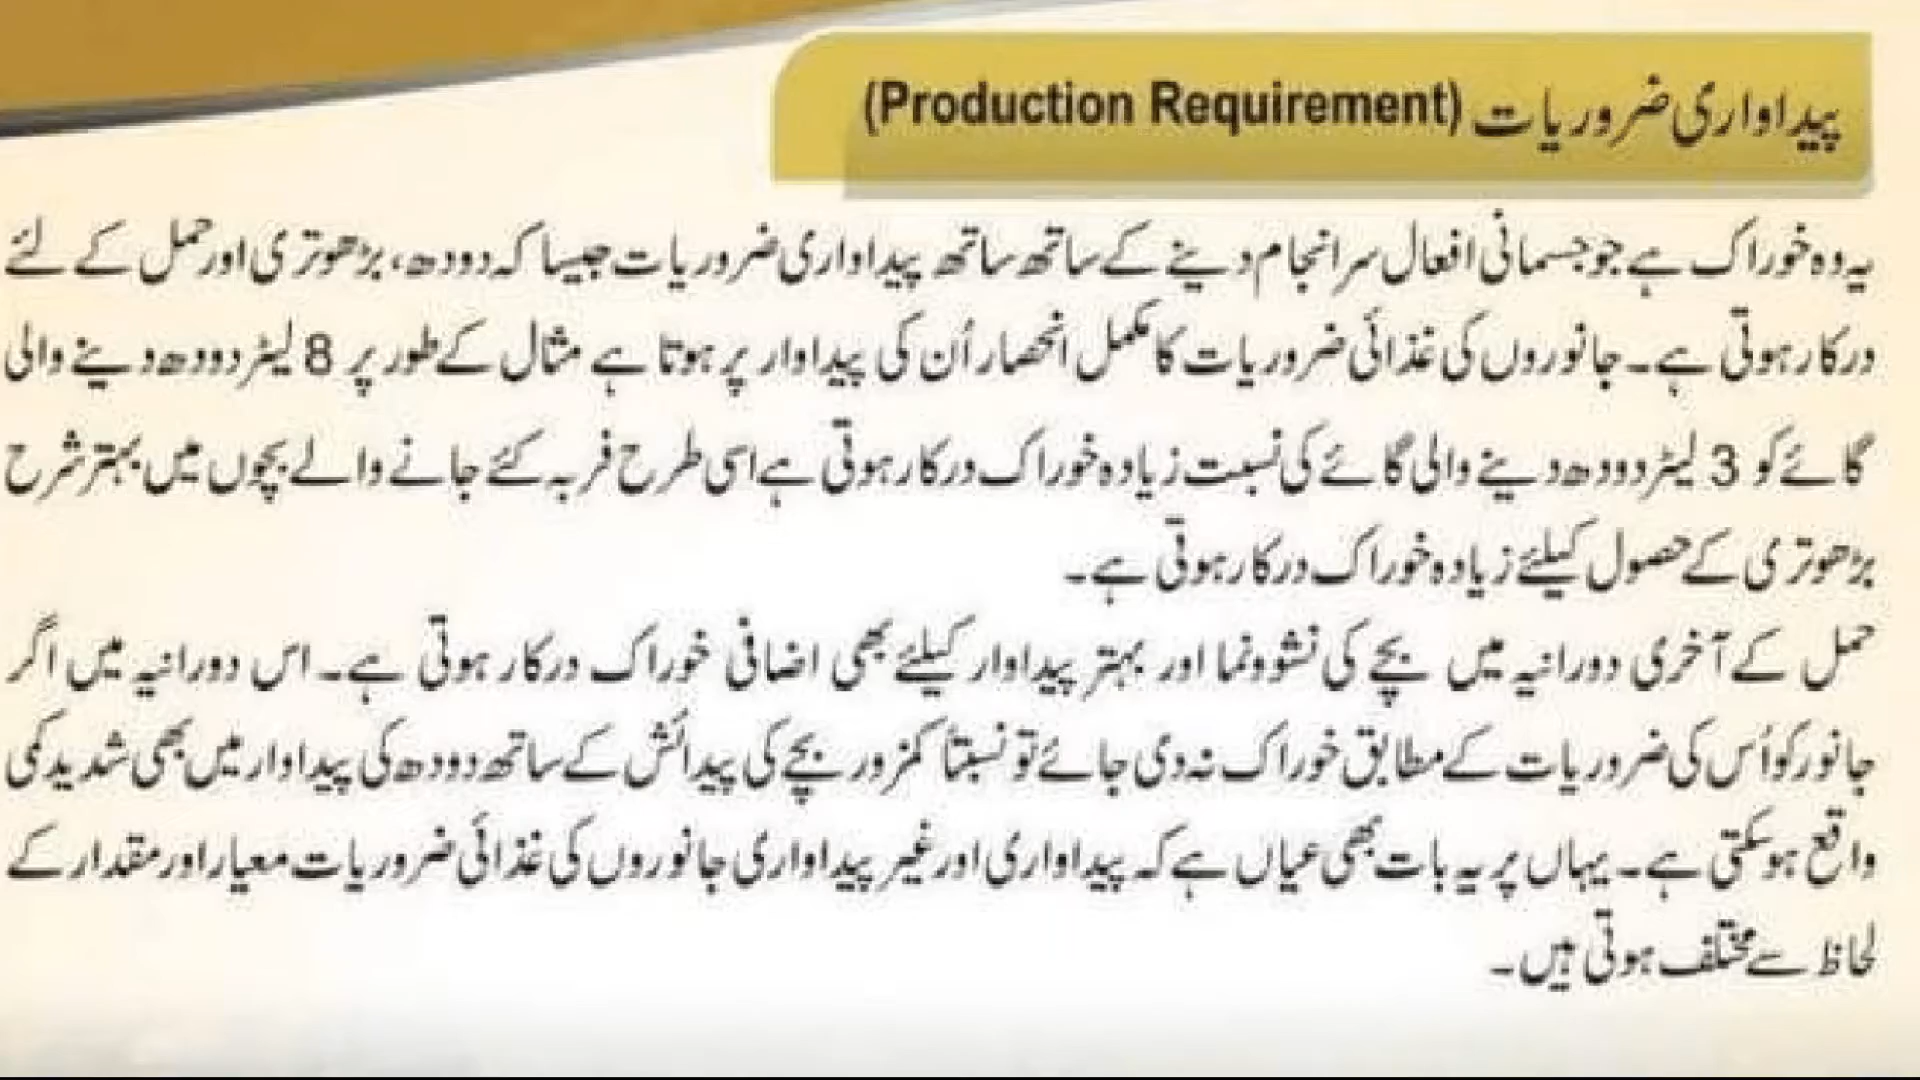 پیداواری ضروریات (Production Requirement)
یہ وہ خوراک ہے جو جسمانی افعال سرانجام دینے کے ساتھ ساتھ پیداواری ضروریات جیسا کہ دودھ، بڑھوتری اور حمل کے لئے
درکار ہوتی ہے۔ جانوروں کی غذائی ضروریات کا مکمل انحصار اُن کی پیداوار پر ہوتا ہے مثال کے طور پر 8 لیٹر دودھ دینے والی
گائے کو 3 لیٹر دودھ دینے والی گائے کی نسبت زیادہ خوراک درکار ہوتی ہے اسی طرح فربہ کئے جانے والے بچوں میں بہتر شرح
بڑھوتری کے حصول کیلئے زیادہ خوراک درکار ہوتی ہے۔
حمل کے آخری دورانیہ میں بچے کی نشوونما اور بہتر پیداوار کیلئے بھی اضافی خوراک درکار ہوتی ہے۔ اس دورانیہ میں اگر
جانور کو اُس کی ضروریات کے مطابق خوراک نہ دی جائے تو نسبتاً کمزور بچے کی پیدائش کے ساتھ دودھ کی پیداوار میں بھی شدید کمی
واقع ہو سکتی ہے۔ یہاں پر یہ بات بھی عیاں ہے کہ پیداواری اور غیر پیداواری جانوروں کی غذائی ضروریات معیار اور مقدار کے
لحاظ سے مختلف ہوتی ہیں۔